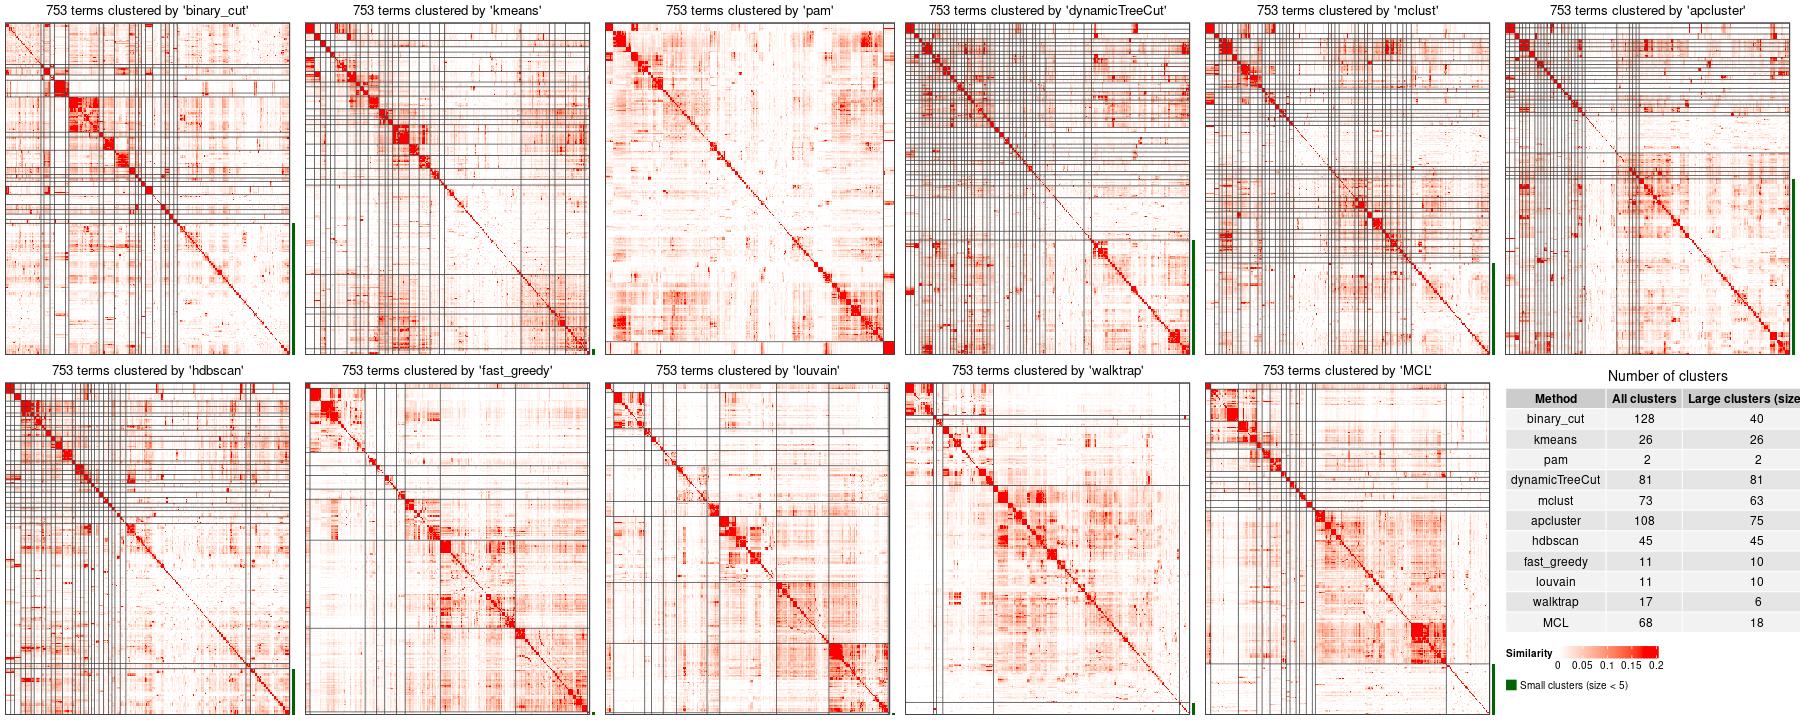 753 terms clustered by 'binary_cut'
753 terms clustered by 'kmeans'
753 terms clustered by 'pam'
753 terms clustered by 'dynamicTreeCut'
753 terms clustered by 'mclust'
753 terms clustered by 'apcluster'
753 terms clustered by 'hdbscan'
753 terms clustered by 'fast_greedy'
753 terms clustered by 'louvain'
753 terms clustered by 'walktrap'
753 terms clustered by 'MCL'
Number of clusters
Method All clusters Large clusters (size
binary_cut 128 40
kmeans 26 26
pam 2 2
dynamicTreeCut 81 81
mclust 73 63
apcluster 108 75
hdbscan 45 45
fast_greedy 11 10
louvain 11 10
walktrap 17 6
MCL 68 18
Similarity
0 0.05 0.1 0.15 0.2
Small clusters (size < 5)